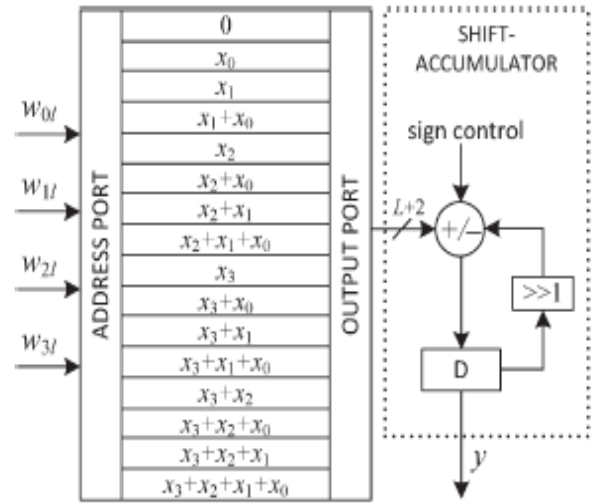 w₀ₗ
w₁ₗ
w₂ₗ
w₃ₗ
ADDRESS PORT
0
x₀
x₁
x₁+x₀
x₂
x₂+x₀
x₂+x₁
x₂+x₁+x₀
x₃
x₃+x₀
x₃+x₁
x₃+x₁+x₀
x₃+x₂
x₃+x₂+x₀
x₃+x₂+x₁
x₃+x₂+x₁+x₀
OUTPUT PORT
L+2
SHIFT-
ACCUMULATOR
sign control
+/−
>>1
D
y